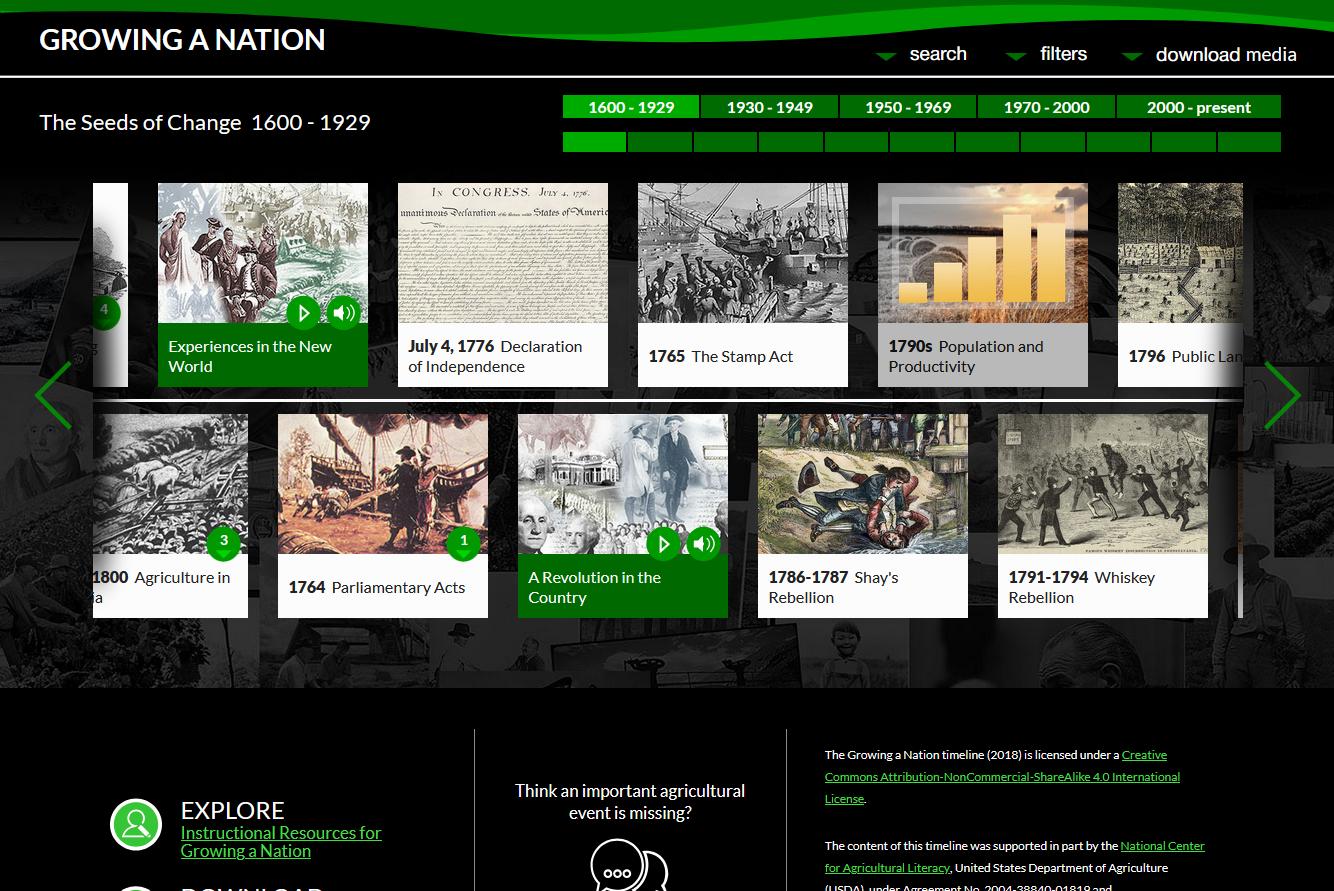 GROWING A NATION
search
filters
download media
The Seeds of Change 1600 - 1929
1600 - 1929
1930 - 1949
1950 - 1969
1970 - 2000
2000 - present
4
Experiences in the New
World
IN CONGRESS. JULY 4, 1776.
unanimous Declaration of the thirteen united States of Americ
July 4, 1776 Declaration
of Independence
1765 The Stamp Act
1790s Population and
Productivity
1796 Public Lan
3
1800 Agriculture in
ia
1
1764 Parliamentary Acts
A Revolution in the
Country
1786-1787 Shay's
Rebellion
FAMOUS WHISKEY INSURRECTION IN PENNSYLVANIA.
1791-1794 Whiskey
Rebellion
EXPLORE
Instructional Resources for
Growing a Nation
DOWNLOAD
Think an important agricultural
event is missing?
The Growing a Nation timeline (2018) is licensed under a Creative
Commons Attribution-NonCommercial-ShareAlike 4.0 International
License.
The content of this timeline was supported in part by the National Center
for Agricultural Literacy, United States Department of Agriculture
(USDA), under Agreement No. 2004-38840-01819 and